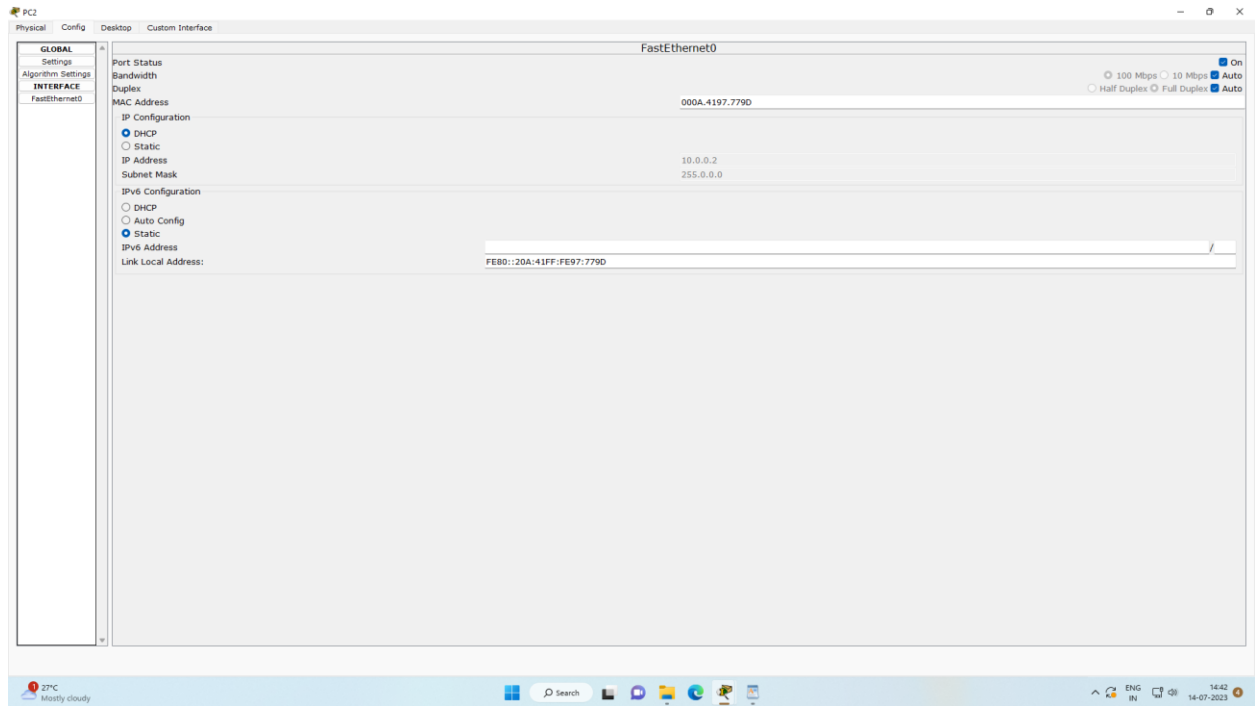 PC2
Physical Config Desktop Custom Interface
GLOBAL
Settings
Algorithm Settings
INTERFACE
FastEthernet0
FastEthernet0
Port Status On
Bandwidth 100 Mbps 10 Mbps Auto
Duplex Half Duplex Full Duplex Auto
MAC Address 000A.4197.779D
IP Configuration
DHCP
Static
IP Address 10.0.0.2
Subnet Mask 255.0.0.0
IPv6 Configuration
DHCP
Auto Config
Static
IPv6 Address /
Link Local Address: FE80::20A:41FF:FE97:779D
1
27°C
Mostly cloudy
Search
ENG
IN
14:42
14-07-2023
4